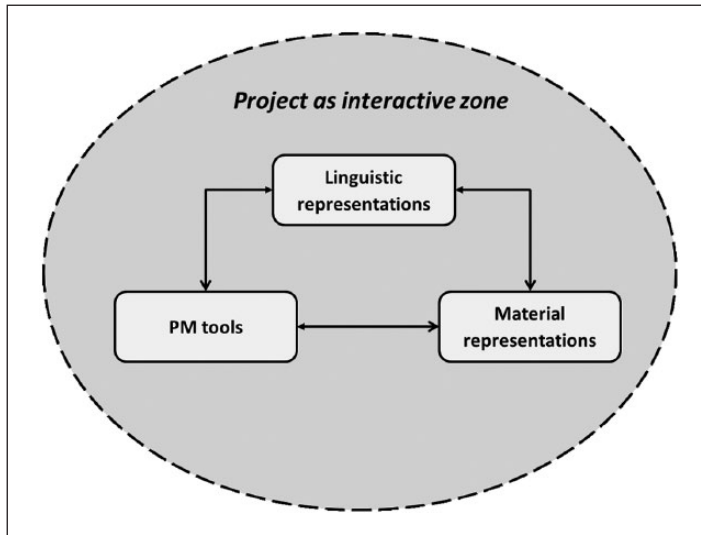 Project as interactive zone
Linguistic
representations
PM tools
Material
representations